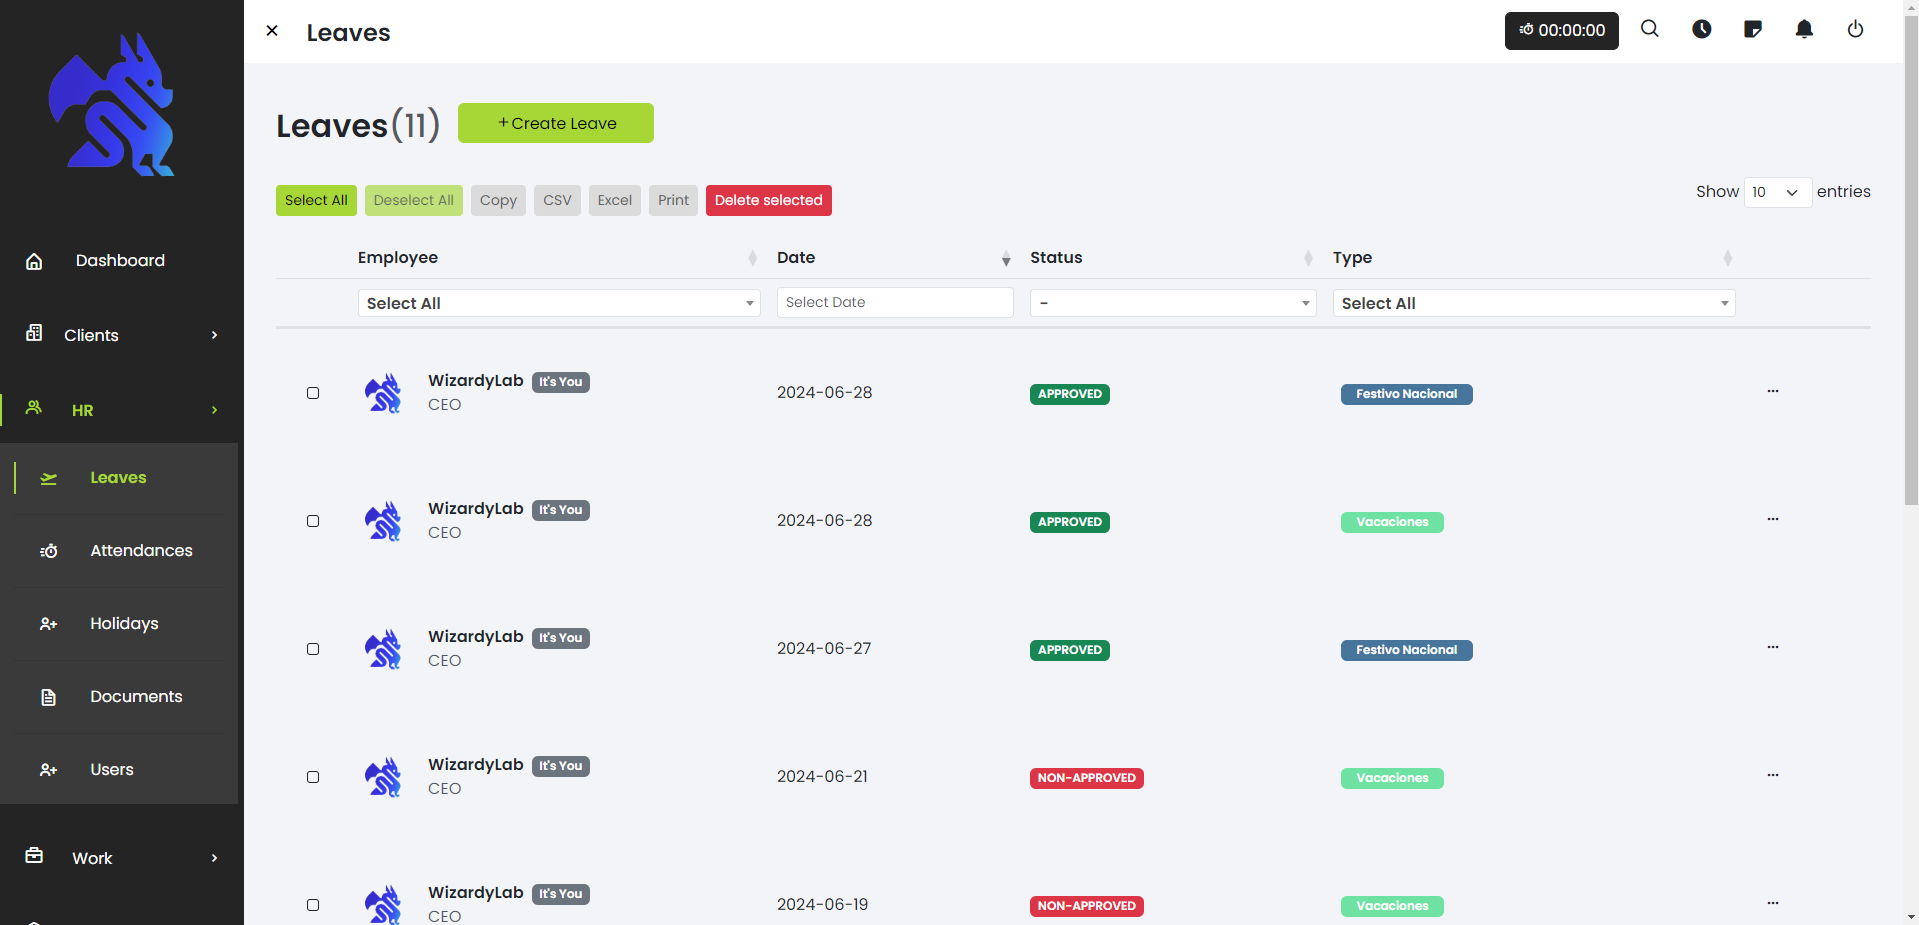 Leaves
00:00:00
Leaves(11)
+Create Leave
Select All
Deselect All
Copy
CSV
Excel
Print
Delete selected
Show 10 entries
Dashboard
Clients
HR
Leaves
Attendances
Holidays
Documents
Users
Work
Employee
Date
Status
Type
Select All
Select Date
-
Select All
WizardyLab It's You
CEO
2024-06-28
APPROVED
Festivo Nacional
...
WizardyLab It's You
CEO
2024-06-28
APPROVED
Vacaciones
...
WizardyLab It's You
CEO
2024-06-27
APPROVED
Festivo Nacional
...
WizardyLab It's You
CEO
2024-06-21
NON-APPROVED
Vacaciones
...
WizardyLab It's You
CEO
2024-06-19
NON-APPROVED
Vacaciones
...